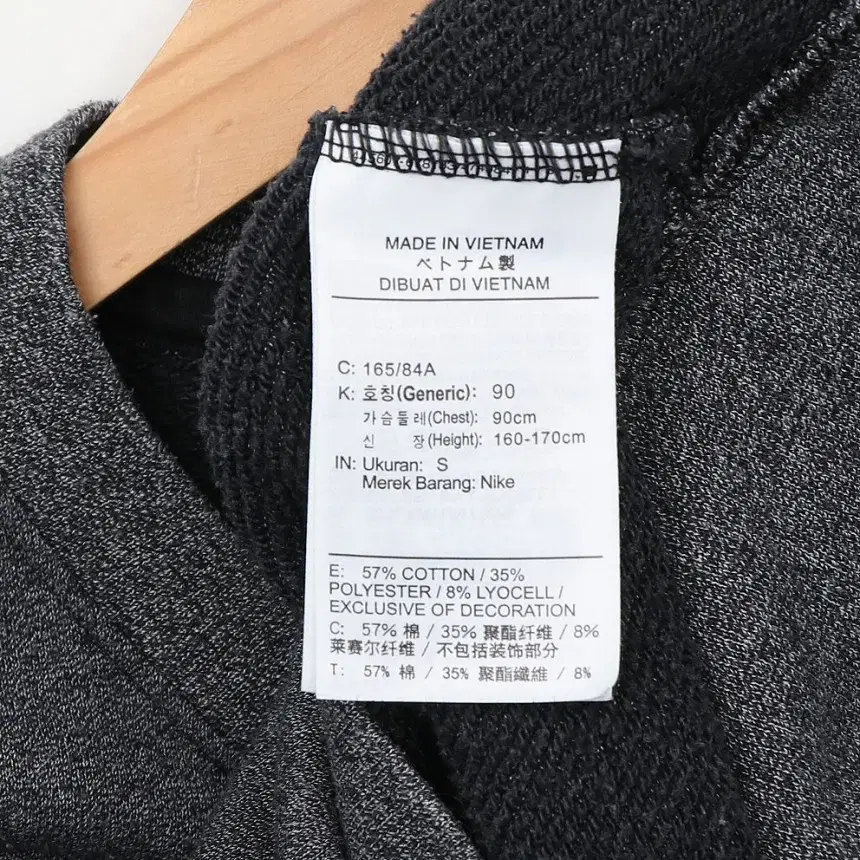 MADE IN VIETNAM
ベトナム製
DIBUAT DI VIETNAM
C: 165/84A
K: 호칭(Generic): 90
가슴둘레(Chest): 90cm
신 장(Height): 160-170cm
IN: Ukuran: S
Merek Barang: Nike
E: 57% COTTON / 35%
POLYESTER / 8% LYOCELL /
EXCLUSIVE OF DECORATION
C: 57% 棉 / 35% 聚酯纤维 / 8%
莱赛尔纤维 / 不包括装饰部分
T: 57% 棉 / 35% 聚酯纖維 / 8%